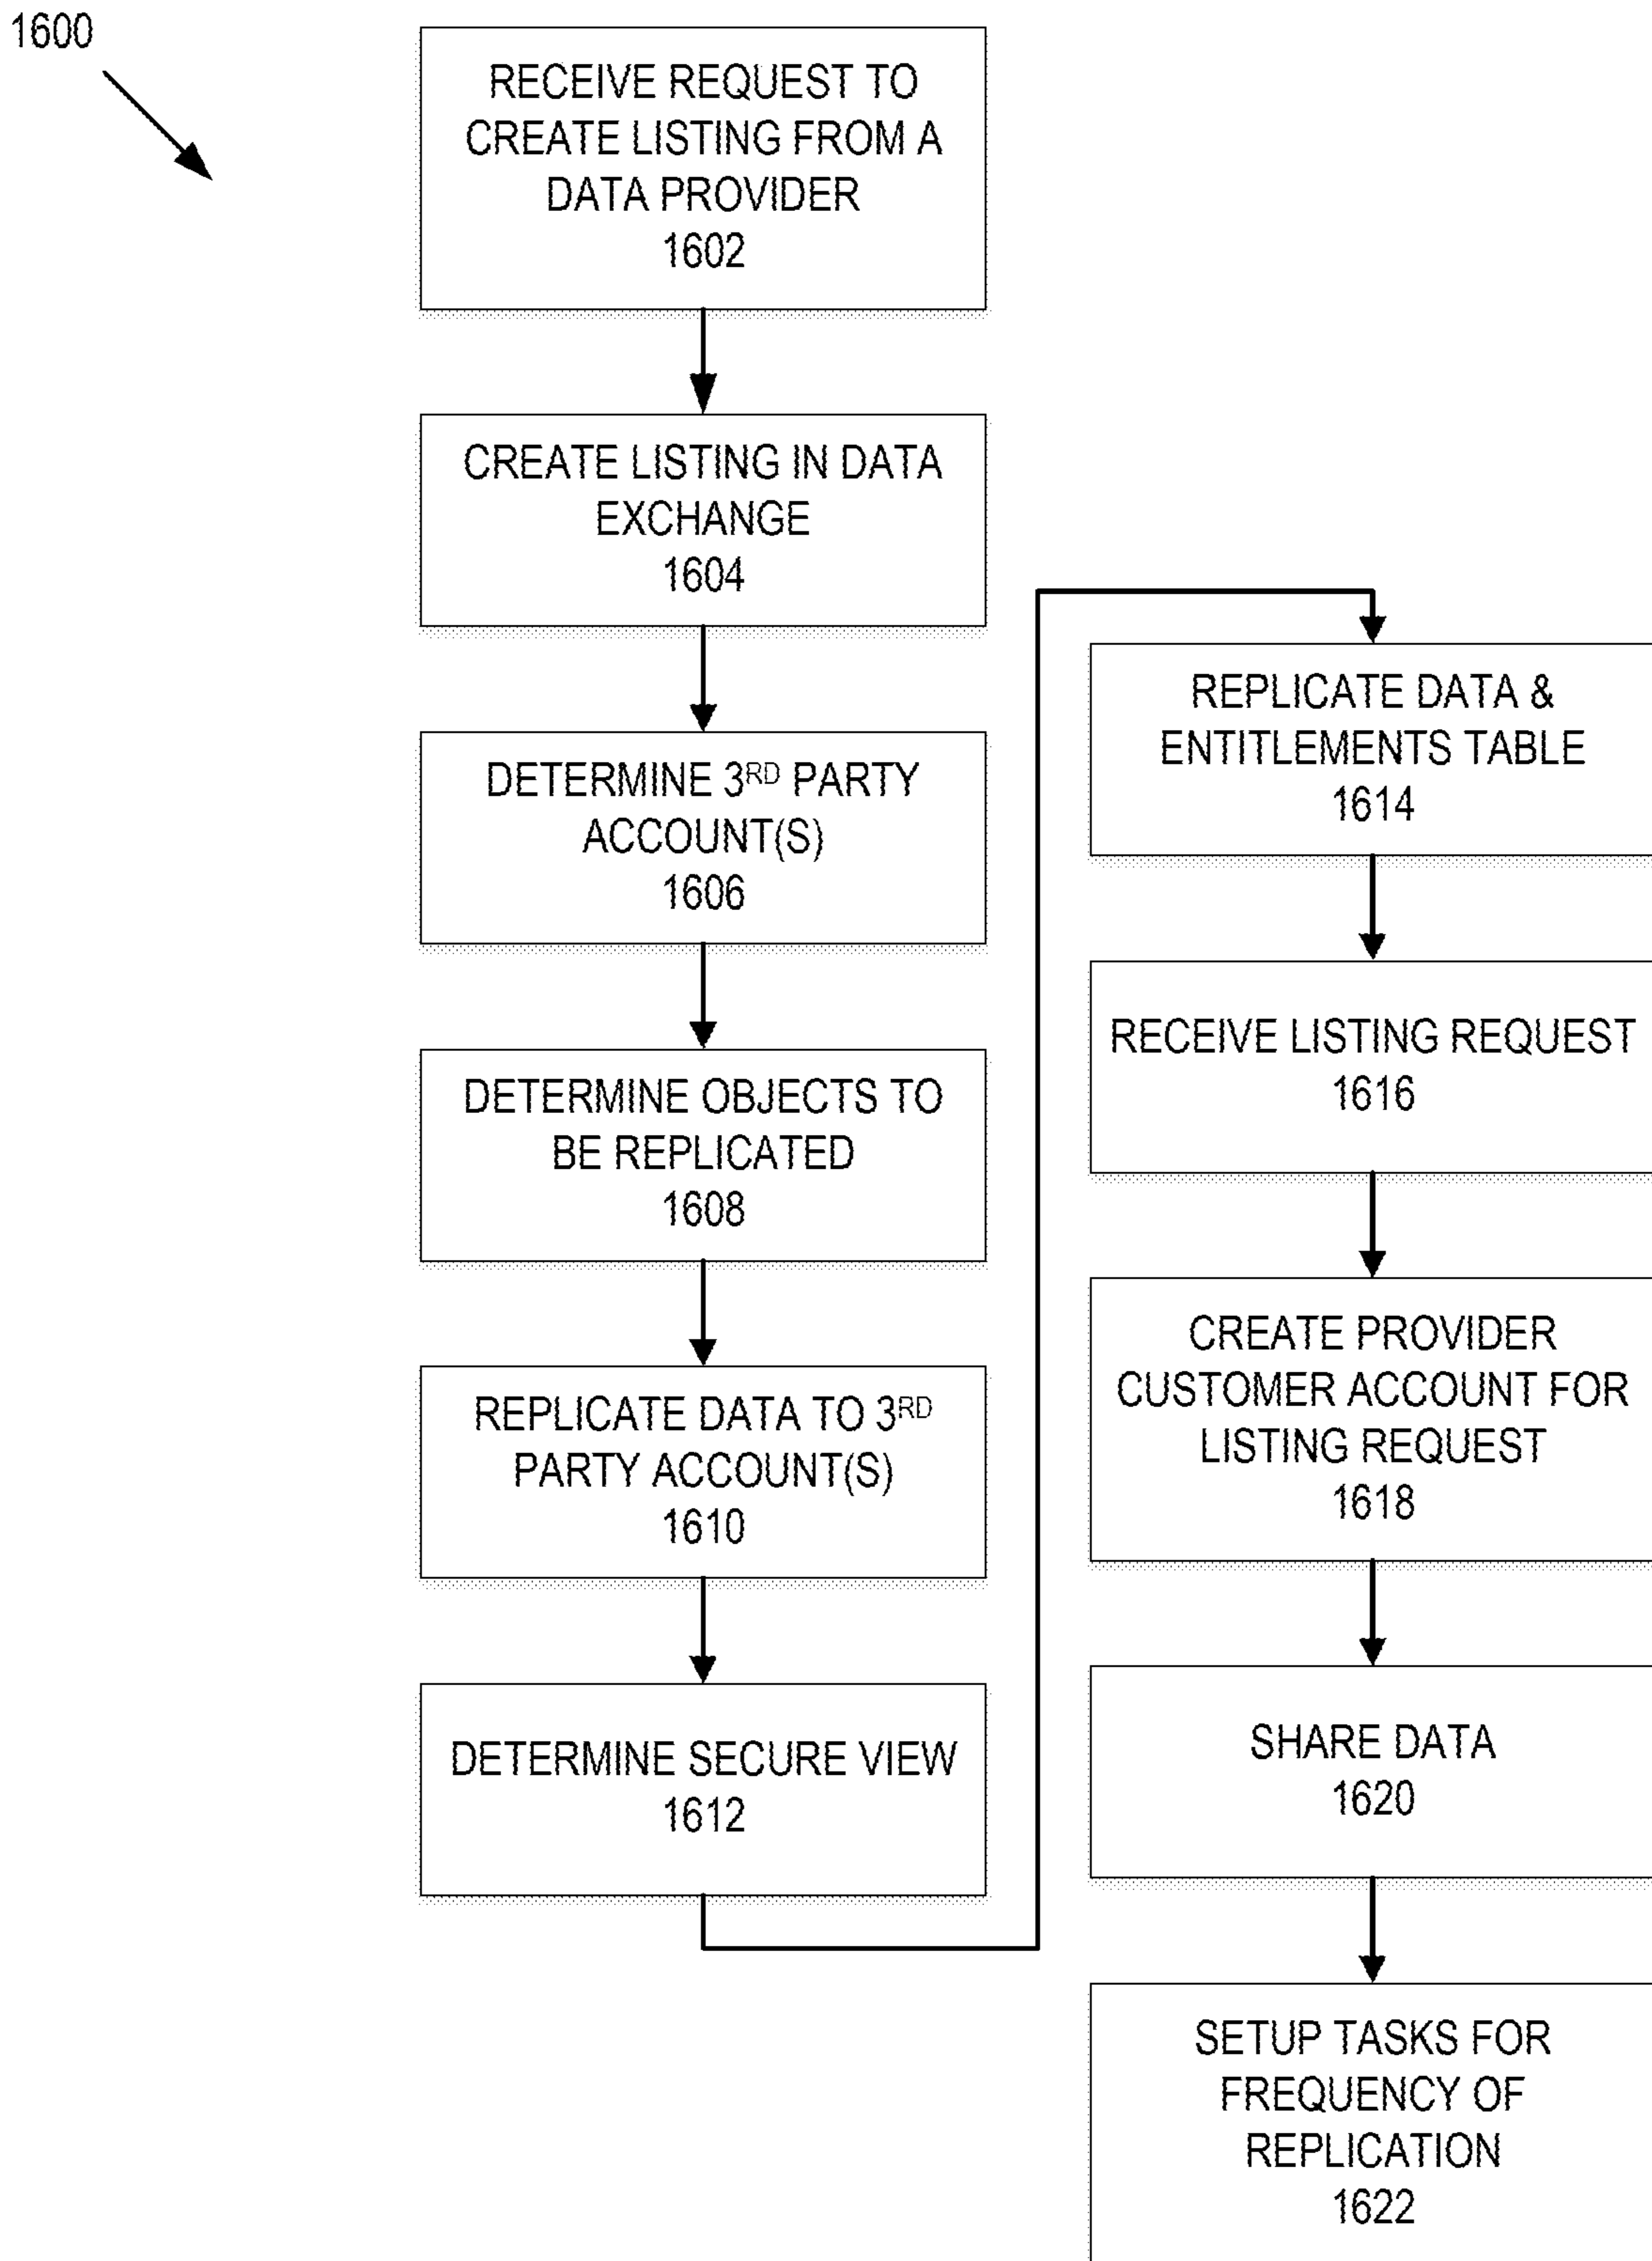 1600
RECEIVE REQUEST TO
CREATE LISTING FROM A
DATA PROVIDER
1602
CREATE LISTING IN DATA
EXCHANGE
1604
DETERMINE 3RD PARTY
ACCOUNT(S)
1606
DETERMINE OBJECTS TO
BE REPLICATED
1608
REPLICATE DATA TO 3RD
PARTY ACCOUNT(S)
1610
DETERMINE SECURE VIEW
1612
REPLICATE DATA &
ENTITLEMENTS TABLE
1614
RECEIVE LISTING REQUEST
1616
CREATE PROVIDER
CUSTOMER ACCOUNT FOR
LISTING REQUEST
1618
SHARE DATA
1620
SETUP TASKS FOR
FREQUENCY OF
REPLICATION
1622